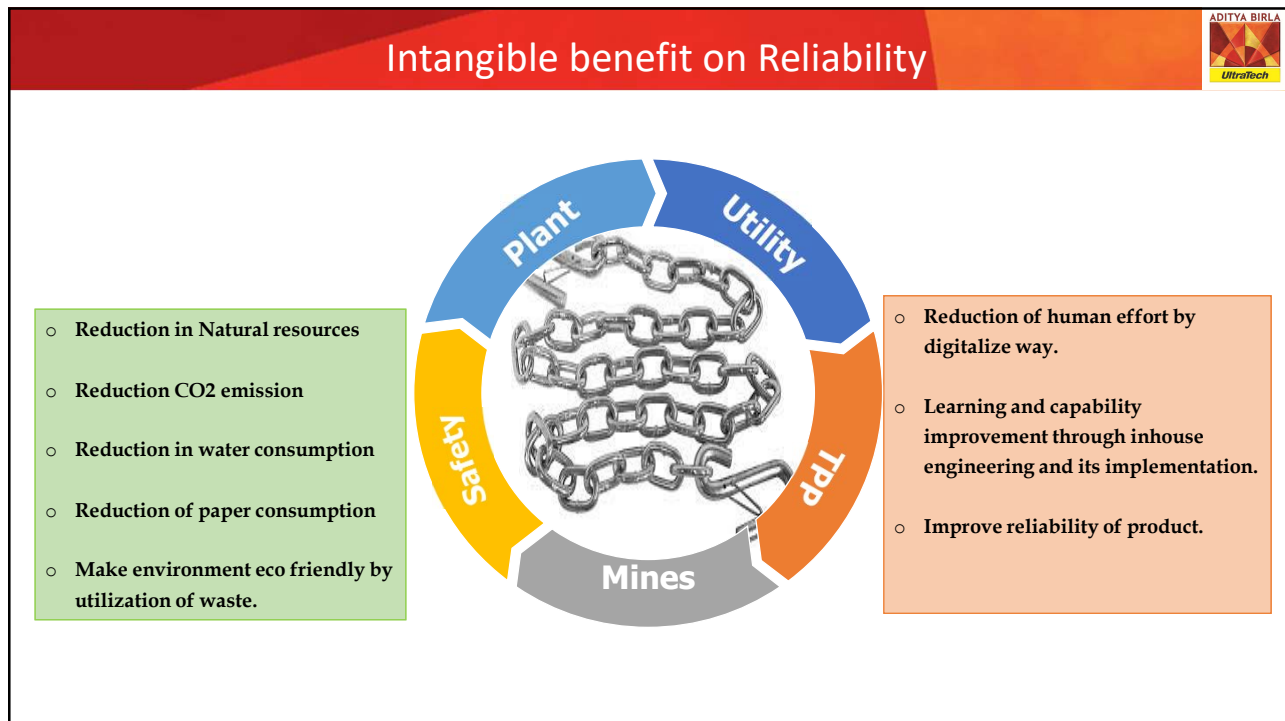 Intangible benefit on Reliability
ADITYA BIRLA
UltraTech
Plant
Utility
TPP
Mines
Safety
o Reduction in Natural resources
o Reduction CO2 emission
o Reduction in water consumption
o Reduction of paper consumption
o Make environment eco friendly by
utilization of waste.
o Reduction of human effort by
digitalize way.
o Learning and capability
improvement through inhouse
engineering and its implementation.
o Improve reliability of product.